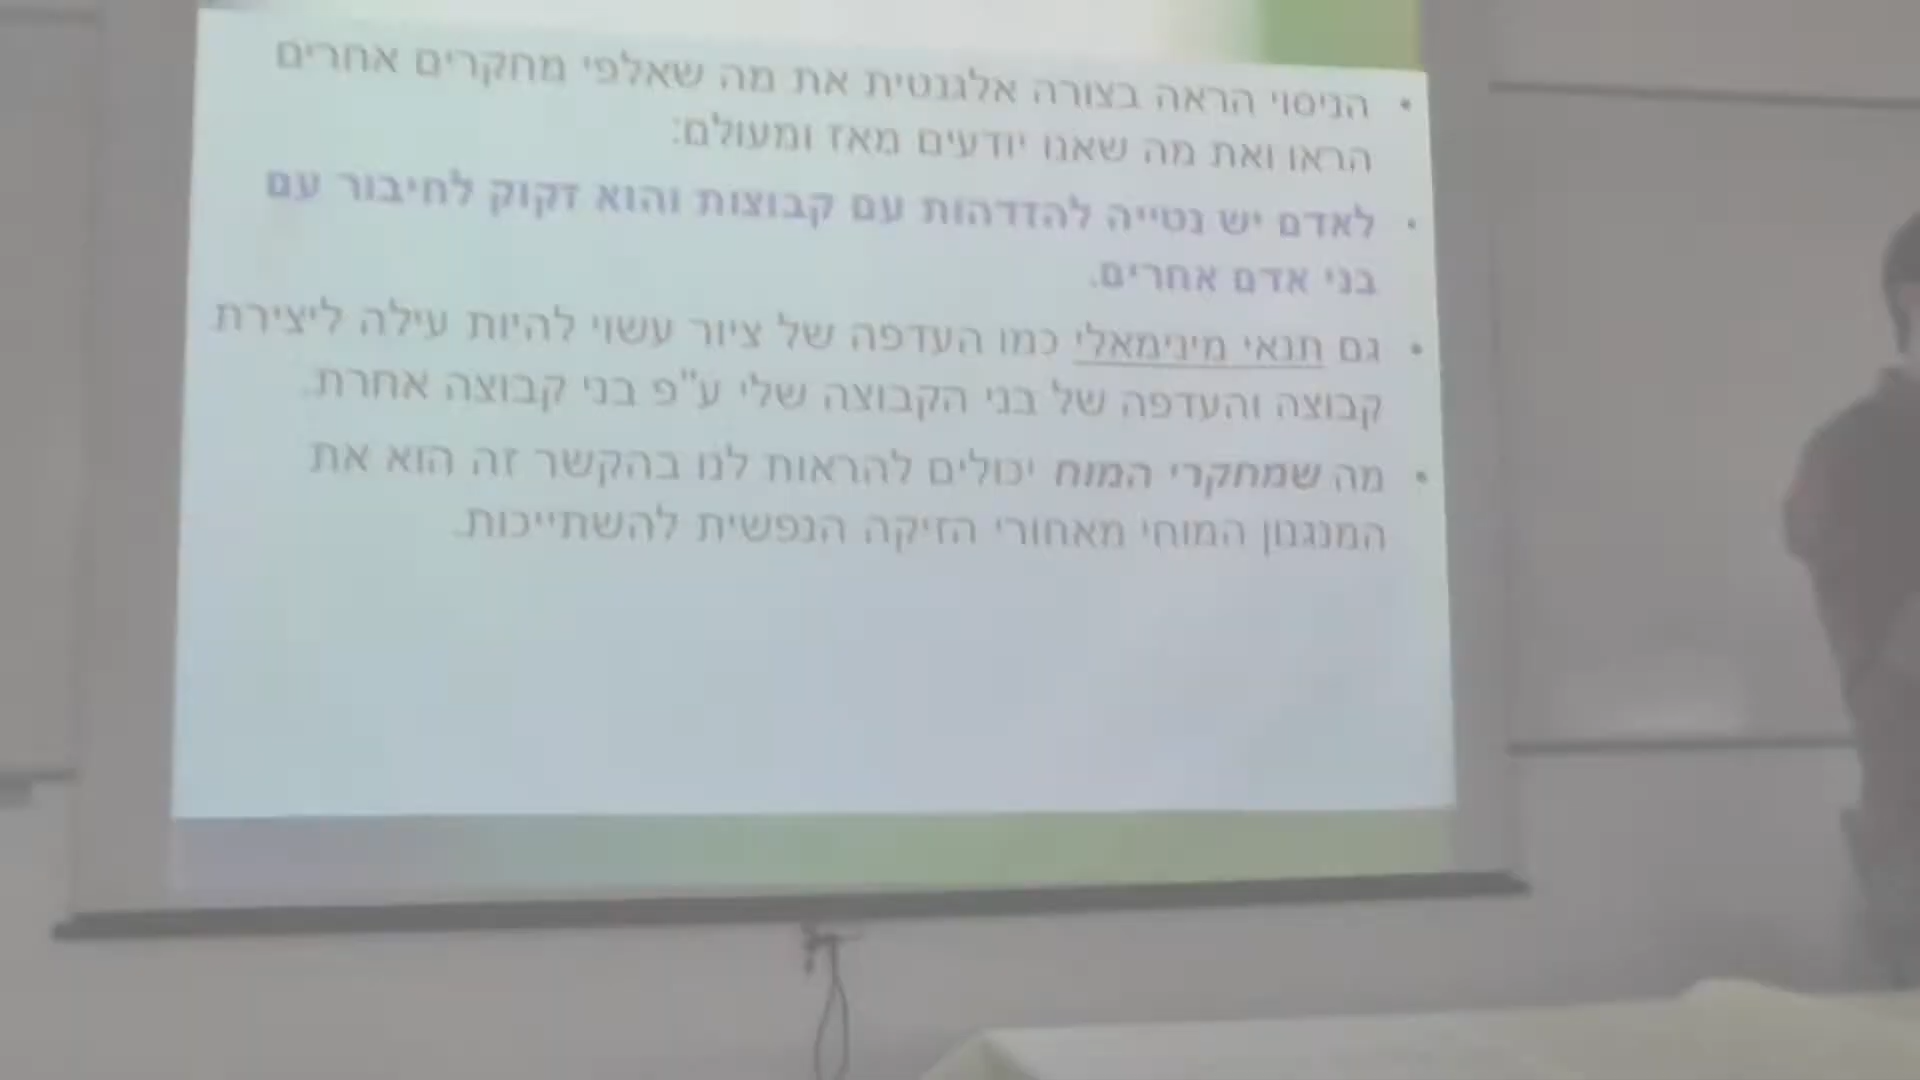 • הניסוי הראה בצורה אלגנטית את מה שאלפי מחקרים אחרים
הראו ואת מה שאנו יודעים מאז ומעולם:
• לאדם יש נטייה להזדהות עם קבוצות והוא זקוק לחיבור עם
בני אדם אחרים.
• גם תנאי מינימאלי כמו העדפה של ציור עשוי להיות עילה ליצירת
קבוצה והעדפה של בני הקבוצה שלי ע"פ בני קבוצה אחרת.
• מה שמחקרי המוח יכולים להראות לנו בהקשר זה הוא את
המנגנון המוחי מאחורי הזיקה הנפשית להשתייכות.